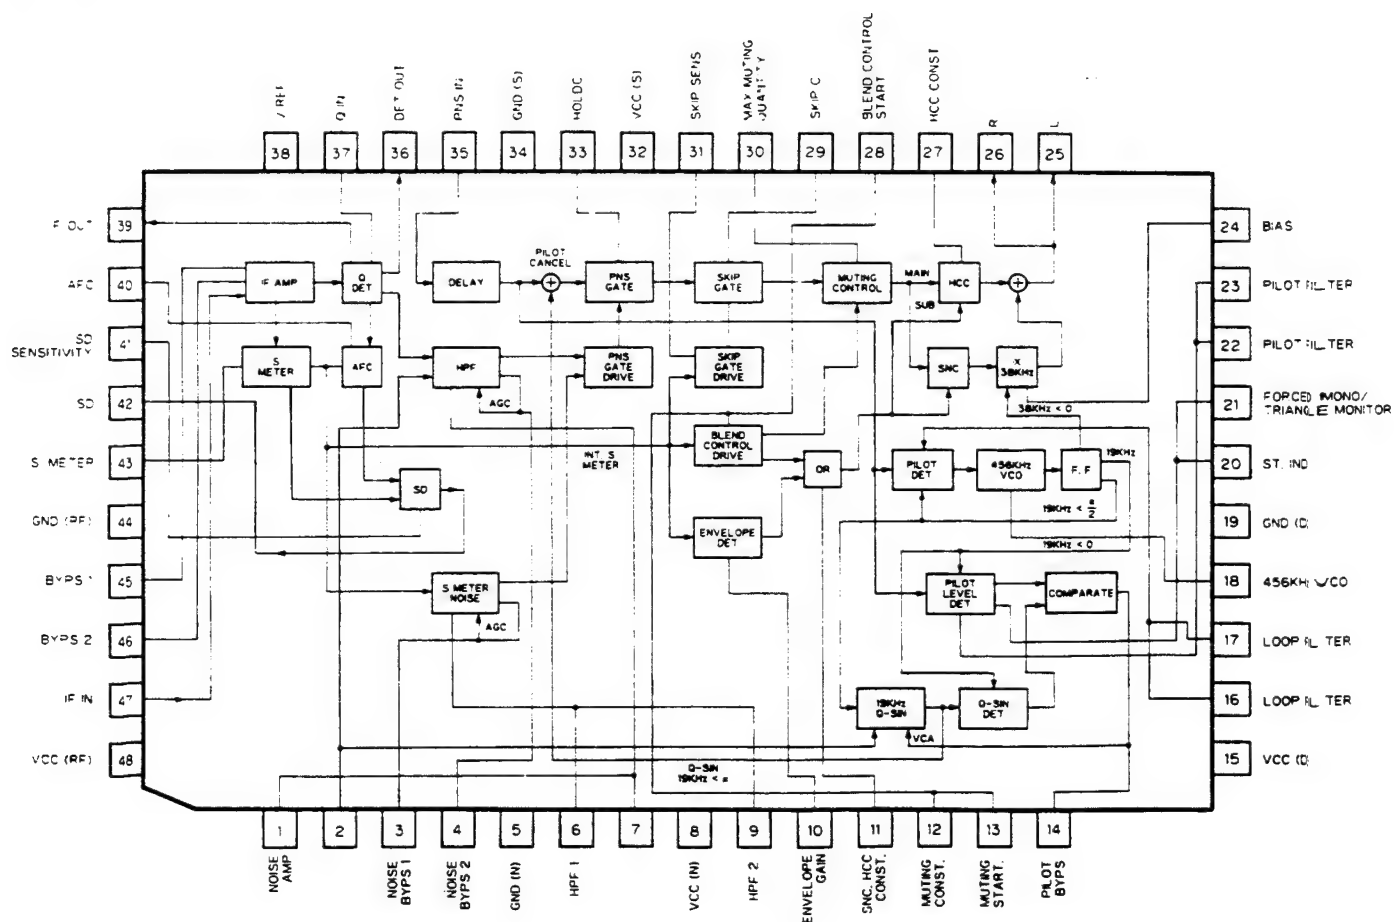 V REF
Q IN
DET OUT
PNS IN
GND (S)
HOLD C
VCC (S)
SKIP SENS
MAX MUTING
QUANTITY
SKIP C
BLEND CONTROL
START
HCC CONST
R
L
38
37
36
35
34
33
32
31
30
29
28
27
26
25
39
AFC
40
SD
SENSITIVITY
41
SD
42
S METER
43
44
BYPS 1
45
BYPS 2
46
IF IN
47
VCC (RF)
48
24
BIAS
23
PILOT FILTER
22
PILOT FILTER
21
FORCED MONO/
TRIANGLE MONITOR
20
ST. IND
19
GND (D)
18
456KHz VCO
17
LOOP FILTER
16
LOOP FILTER
15
VCC (D)
PILOT
CANCEL
IF AMP
Q
DET
DELAY
PNS
GATE
SKIP
GATE
MUTING
CONTROL
MAIN
HCC
SUB
S
METER
AFC
HPF
AGC
PNS
GATE
DRIVE
SKIP
GATE
DRIVE
SNC
X
38KHz
38KHz < 0
INT. S
METER
BLEND
CONTROL
DRIVE
OR
PILOT
DET
456KHz
VCO
F. F
19KHz
SD
ENVELOPE
DET
19KHz < π/2
19KHz < 0
S METER
NOISE
AGC
PILOT
LEVEL
DET
COMPARATE
19KHz
Q-SIN
Q-SIN
DET
VCA
Q-SIN
19KHz < π
1
2
3
4
5
6
7
8
9
10
11
12
13
14
NOISE
AMP
NOISE
BYPS 1
NOISE
BYPS 2
GND (N)
HPF 1
VCC (N)
HPF 2
ENVELOPE
GAIN
SNC, HCC
CONST.
MUTING
CONST.
MUTING
START.
PILOT
BYPS